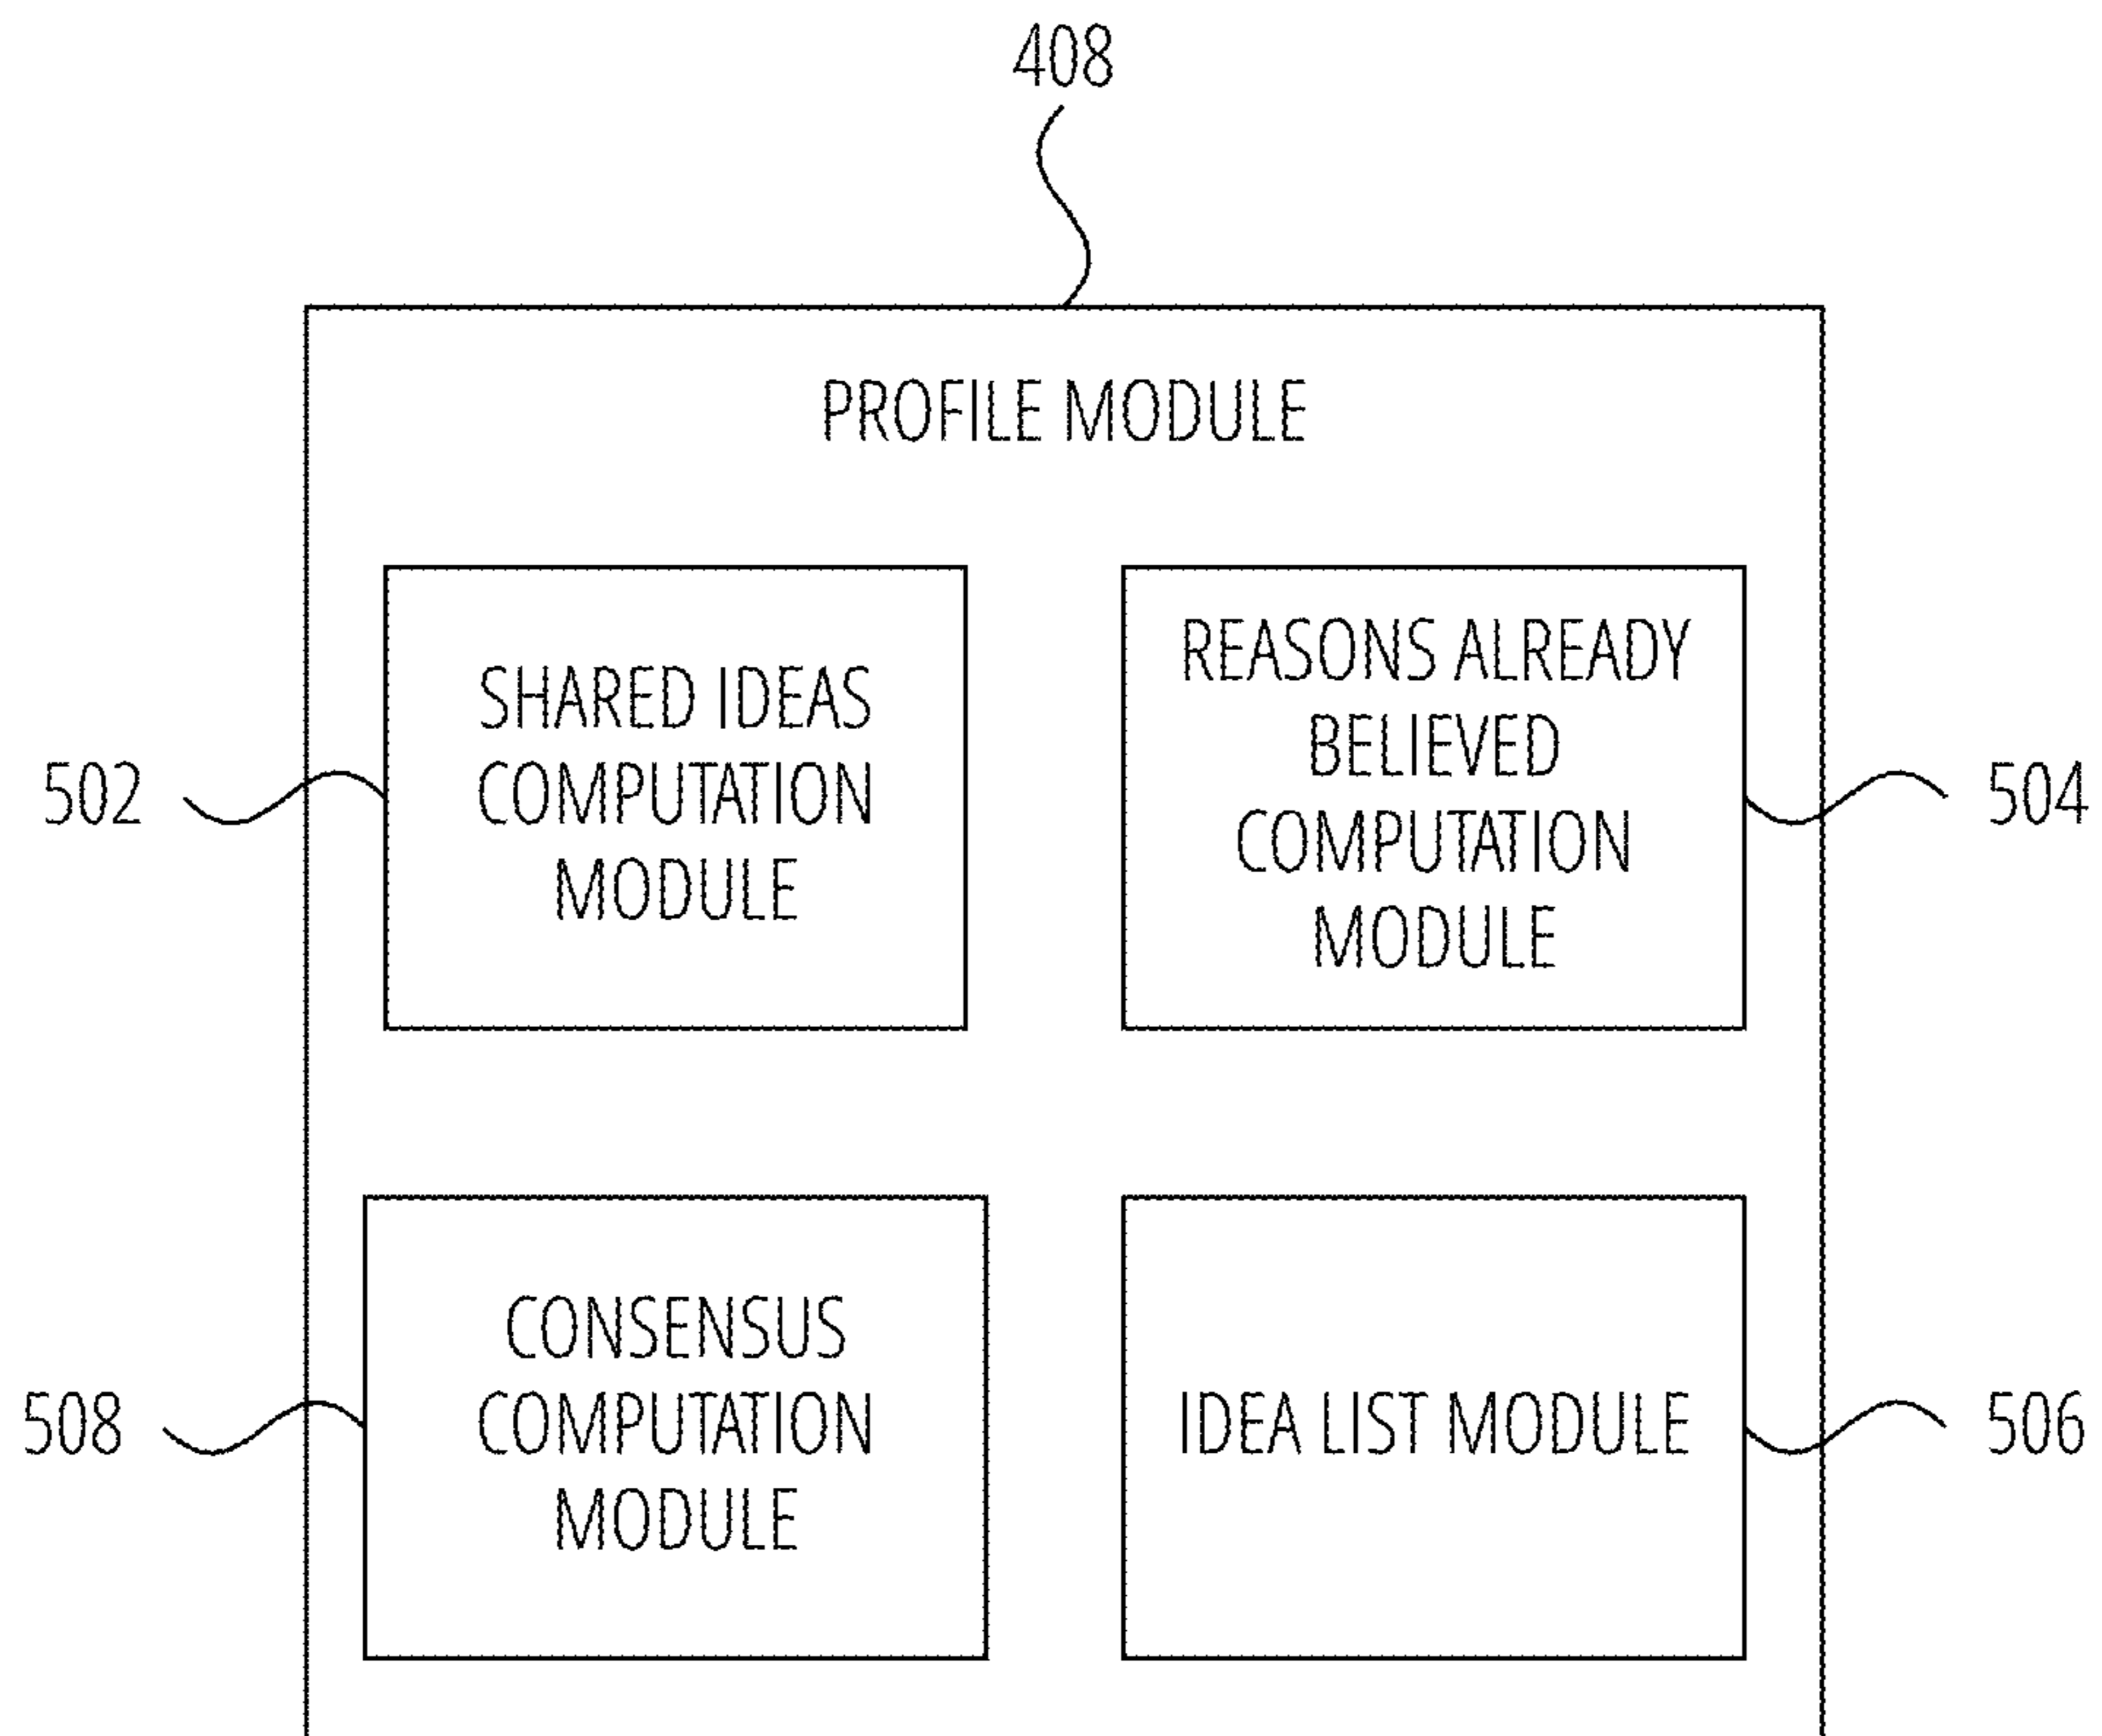 408
PROFILE MODULE
SHARED IDEAS
COMPUTATION
MODULE
502
REASONS ALREADY
BELIEVED
COMPUTATION
MODULE
504
CONSENSUS
COMPUTATION
MODULE
508
IDEA LIST MODULE
506